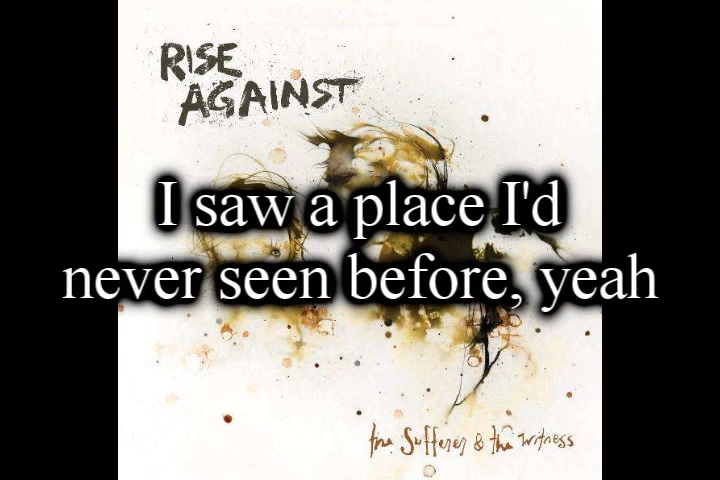 RISE
AGAINST
I saw a place I'd
never seen before, yeah
the Sufferer & the Witness